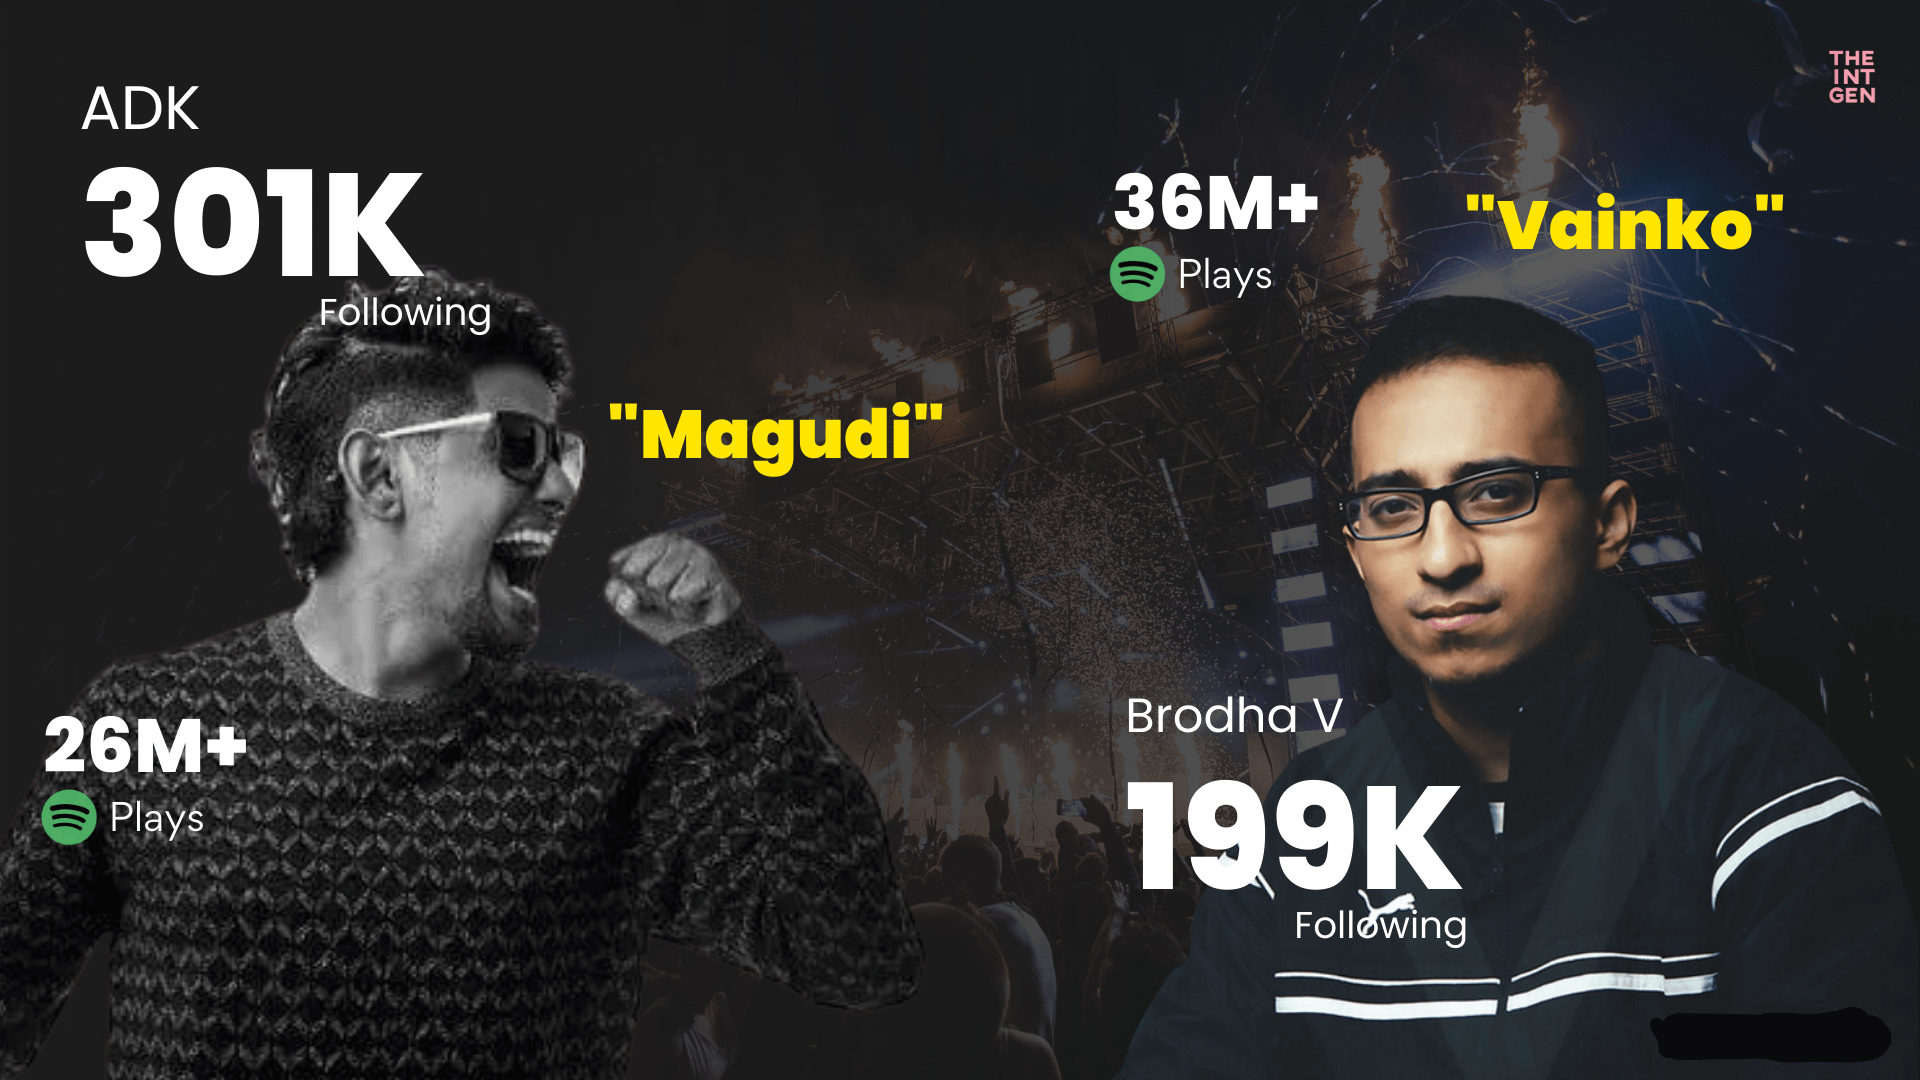 ADK
301K
Following
"Magudi"
26M+
Plays
THE
INT
GEN
36M+
Plays
"Vainko"
Brodha V
199K
Following